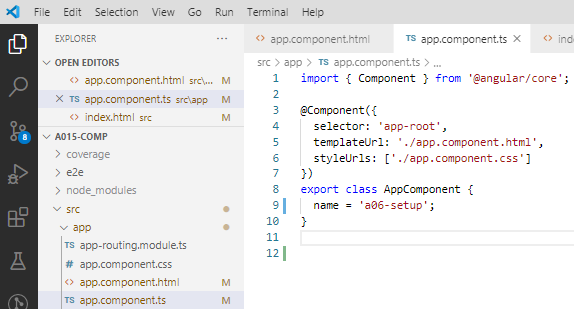 File Edit Selection View Go Run Terminal Help
EXPLORER ...
OPEN EDITORS
app.component.html src\... M
TS app.component.ts src\app M
index.html src M
A015-COMP
coverage
e2e
node_modules
src
app
TS app-routing.module.ts
# app.component.css
app.component.html M
TS app.component.ts M
8
app.component.html TS app.component.ts
src > app > TS app.component.ts > ...
1 import { Component } from '@angular/core';
2
3 @Component({
4 selector: 'app-root',
5 templateUrl: './app.component.html',
6 styleUrls: ['./app.component.css']
7 })
8 export class AppComponent {
9 name = 'a06-setup';
10 }
11
12